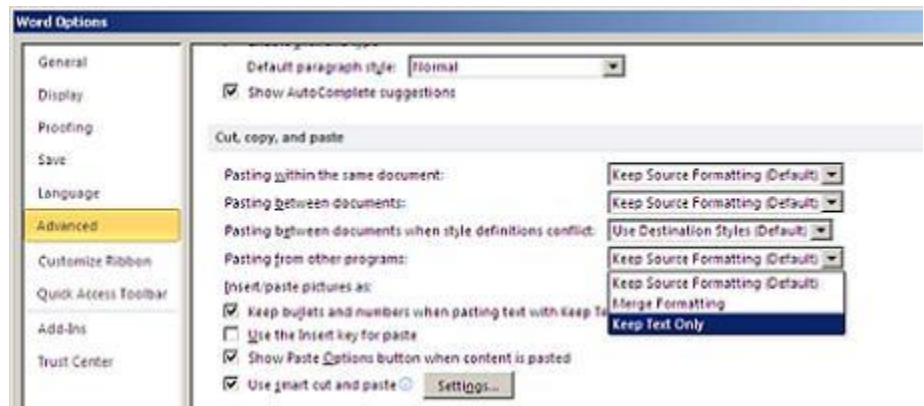 Word Options
General
Display
Proofing
Save
Language
Advanced
Customize Ribbon
Quick Access Toolbar
Add-Ins
Trust Center
Default paragraph style: Normal
Show AutoComplete suggestions
Cut, copy, and paste
Pasting within the same document: Keep Source Formatting (Default)
Pasting between documents: Keep Source Formatting (Default)
Pasting between documents when style definitions conflict: Use Destination Styles (Default)
Pasting from other programs: Keep Source Formatting (Default)
Keep Source Formatting (Default)
Insert/paste pictures as:
Merge Formatting
Keep bullets and numbers when pasting text with Keep
Keep Text Only
Use the Insert key for paste
Show Paste Options button when content is pasted
Use smart cut and paste Settings...